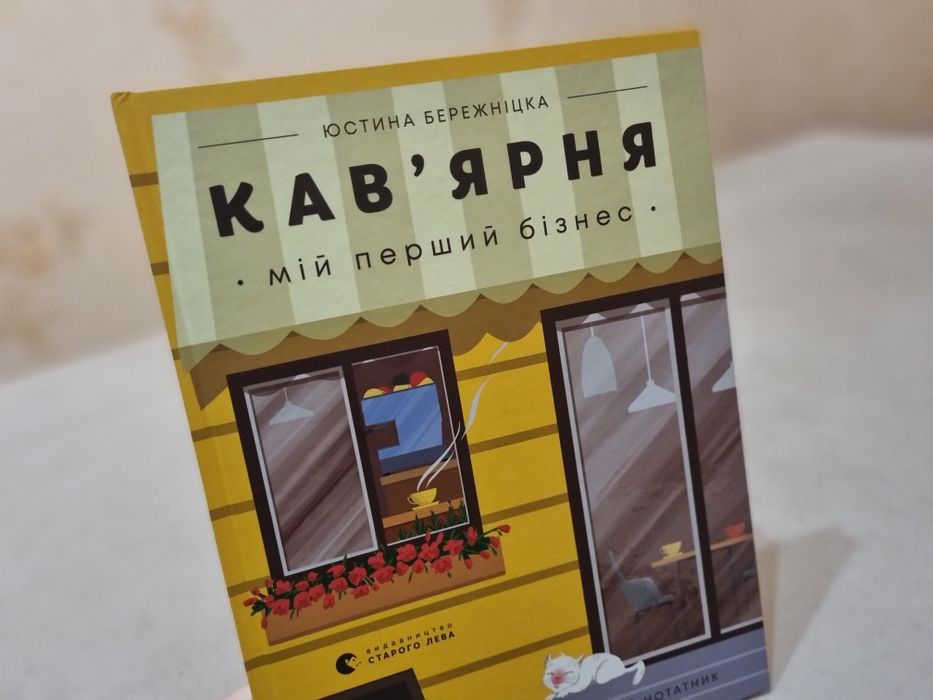 ЮСТИНА БЕРЕЖНІЦКА
КАВ'ЯРНЯ
• мій перший бізнес •
видавництво
СТАРОГО ЛЕВА
НОТАТНИК